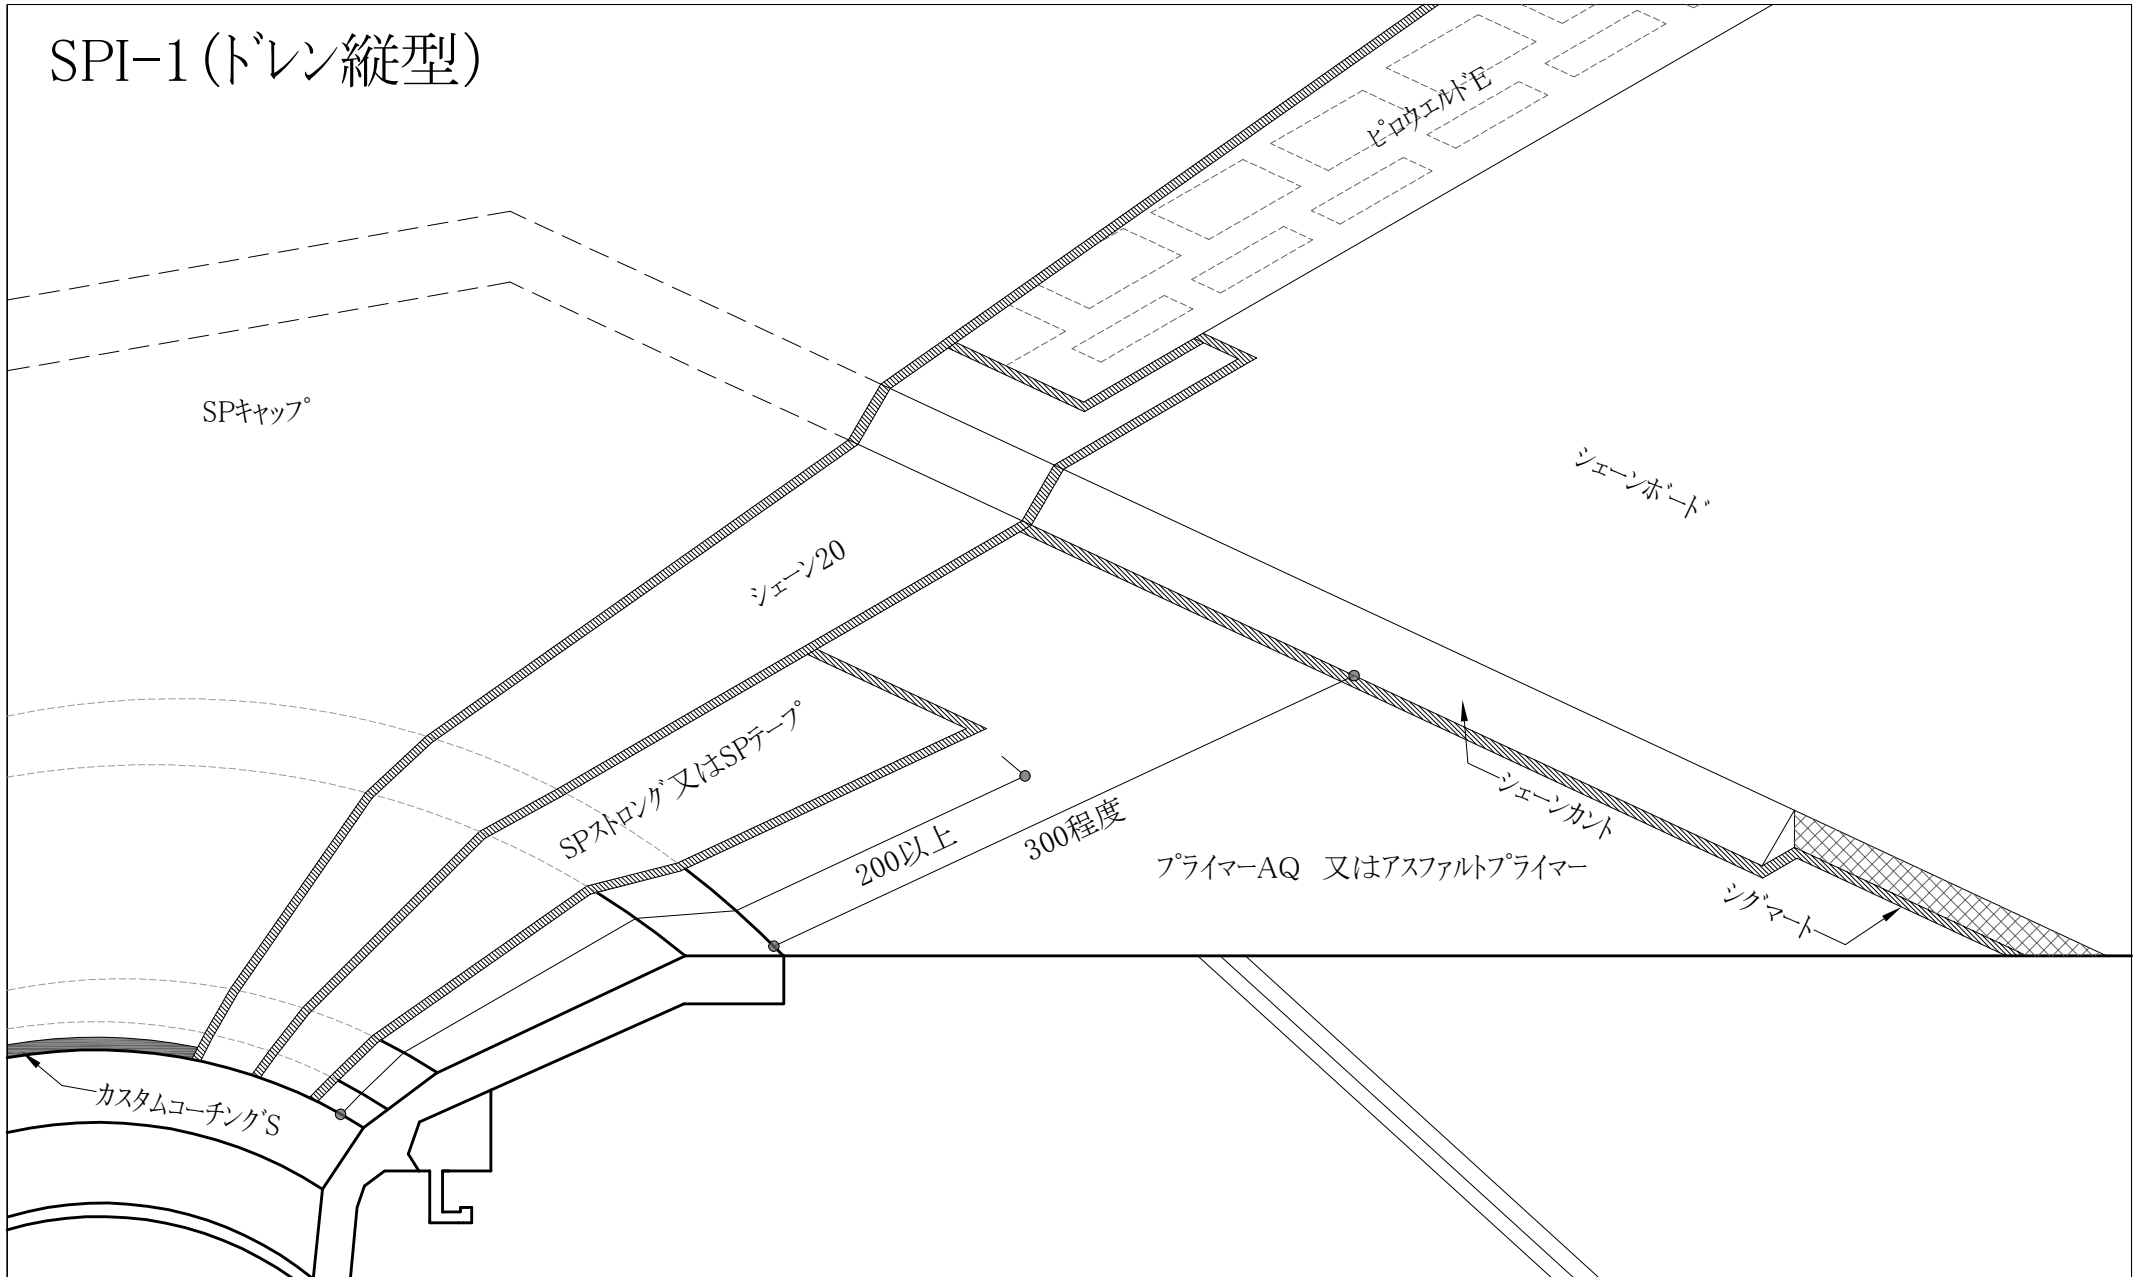 SPI-1(ドレン縦型)
ピロウェルドE
SPキャップ
シェーンボード
シェーン20
SPストロング又はSPテープ
シェーンカント
200以上
300程度
プライマーAQ 又はアスファルトプライマー
シグマート
カスタムコーチングS